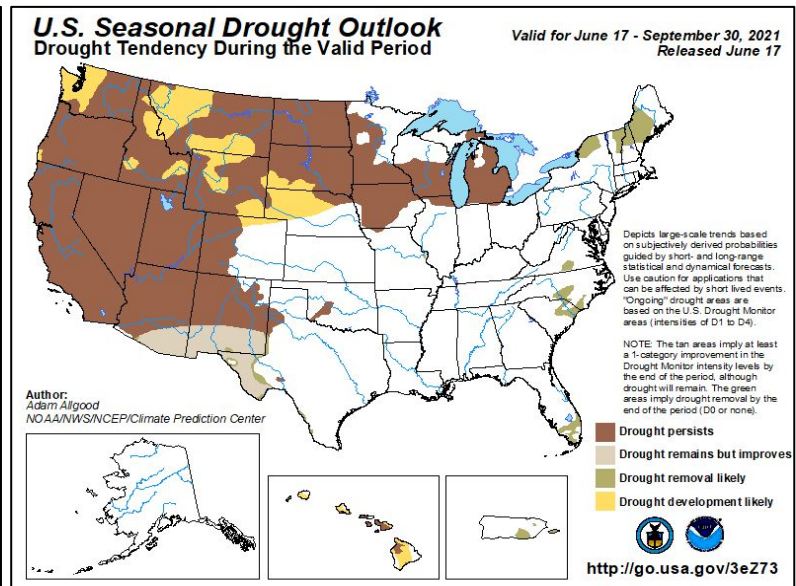 U.S. Seasonal Drought Outlook
Drought Tendency During the Valid Period
Valid for June 17 - September 30, 2021
Released June 17
Depicts large-scale trends based
on subjectively derived probabilities
guided by short- and long-range
statistical and dynamical forecasts.
Use caution for applications that
can be affected by short lived events.
"Ongoing" drought areas are
based on the U.S. Drought Monitor
areas (intensities of D1 to D4).
NOTE: The tan areas imply at least
a 1-category improvement in the
Drought Monitor intensity levels by
the end of the period, although
drought will remain. The green
areas imply drought removal by the
end of the period (D0 or none).
Author:
Adam Allgood
NOAA/NWS/NCEP/Climate Prediction Center
Drought persists
Drought remains but improves
Drought removal likely
Drought development likely
http://go.usa.gov/3eZ73